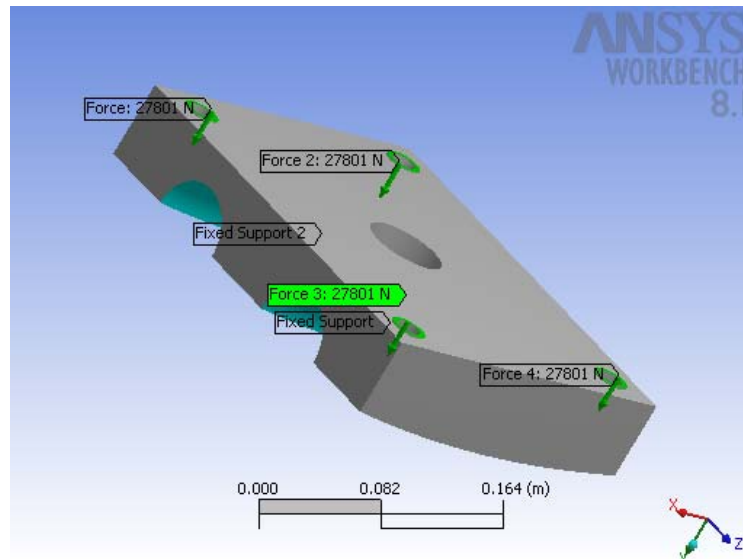 ANSYS
WORKBENCH
8.
Force: 27801 N
Force 2: 27801 N
Fixed Support 2
Force 3: 27801 N
Fixed Support
Force 4: 27801 N
0.000 0.082 0.164 (m)
X
Y
Z